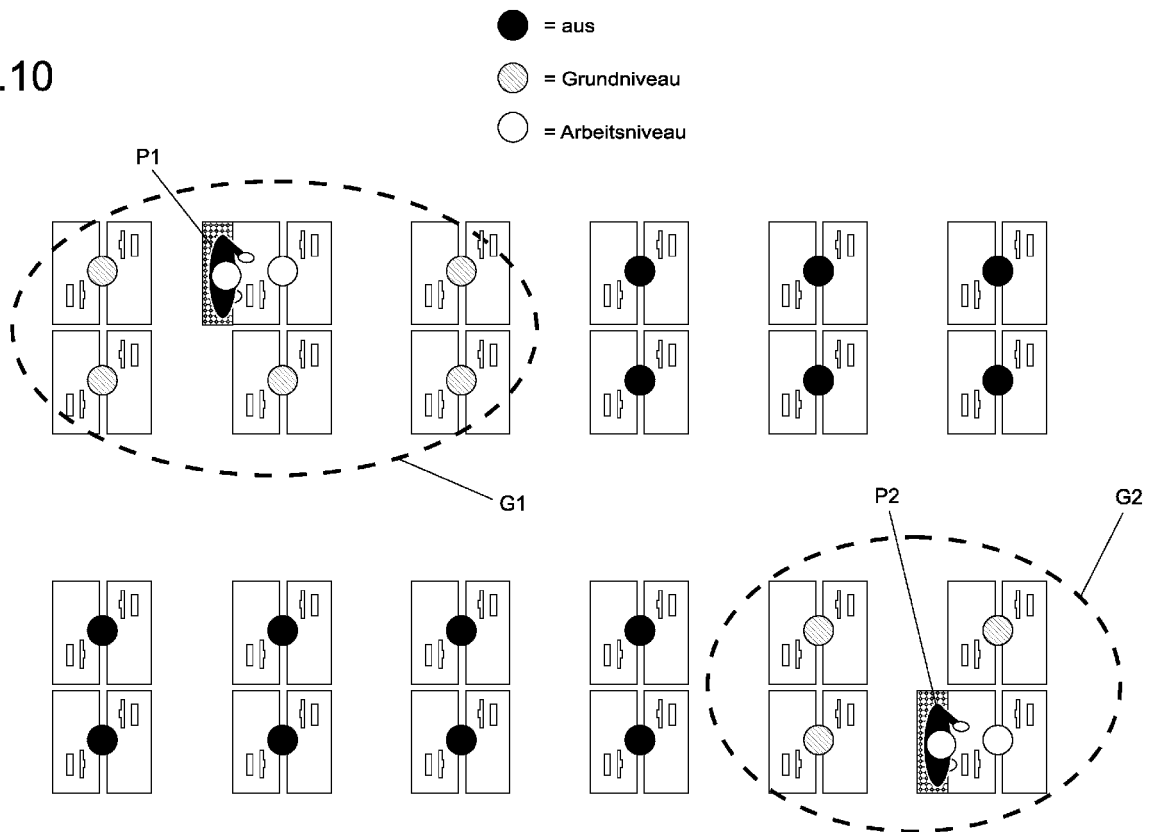 = aus
.10
= Grundniveau
= Arbeitsniveau
P1
G1
P2
G2